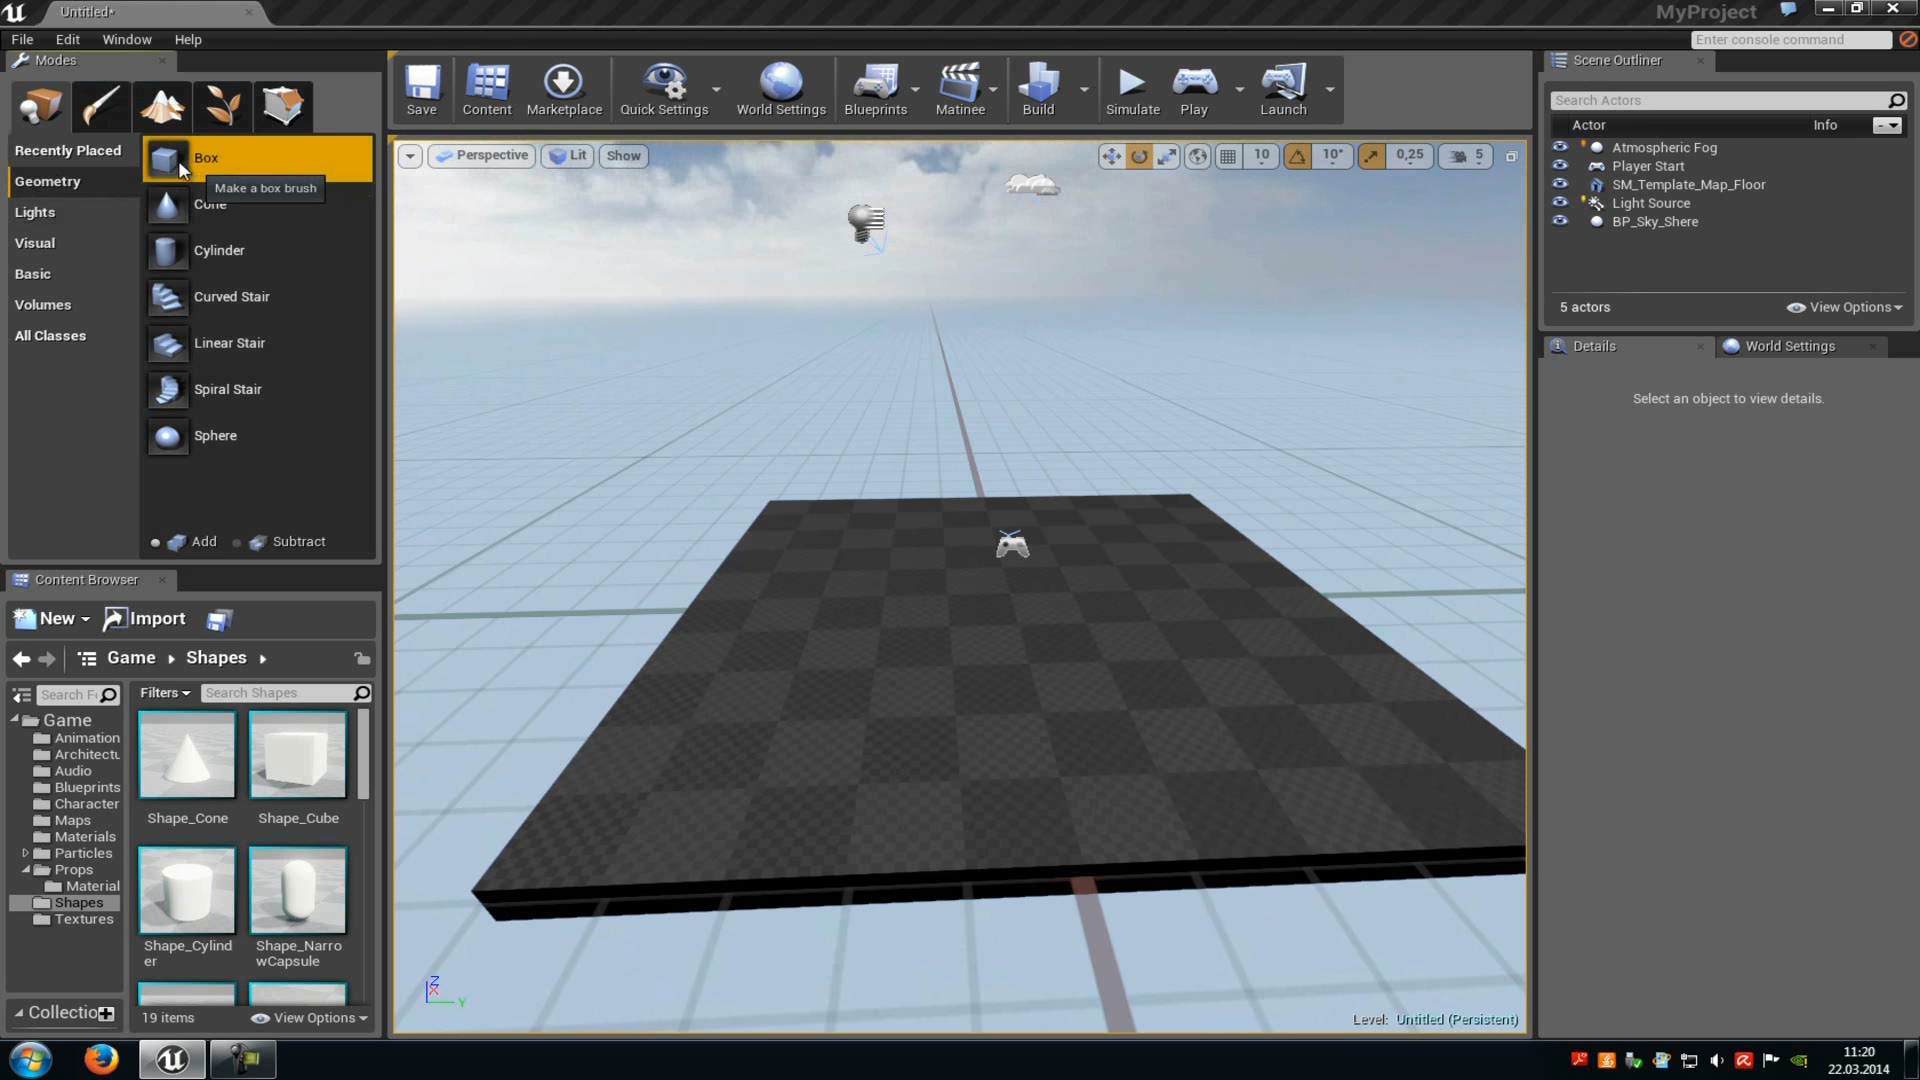 Untitled*
MyProject
File
Edit
Window
Help
Enter console command
Modes
Save
Content
Marketplace
Quick Settings
World Settings
Blueprints
Matinee
Build
Simulate
Play
Launch
Scene Outliner
Search Actors
Actor
Info
Atmospheric Fog
Player Start
SM_Template_Map_Floor
Light Source
BP_Sky_Shere
5 actors
View Options
Details
World Settings
Select an object to view details.
Recently Placed
Geometry
Lights
Visual
Basic
Volumes
All Classes
Box
Make a box brush
Cone
Cylinder
Curved Stair
Linear Stair
Spiral Stair
Sphere
Add
Subtract
Perspective
Lit
Show
10
10°
0,25
5
Content Browser
New
Import
Game
Shapes
Search F
Filters
Search Shapes
Game
Animation
Architectu
Audio
Blueprints
Character
Maps
Materials
Particles
Props
Material
Shapes
Textures
Shape_Cone
Shape_Cube
Shape_Cylind
er
Shape_Narro
wCapsule
Collectio
19 items
View Options
Z
X
Y
Level: Untitled (Persistent)
11:20
22.03.2014